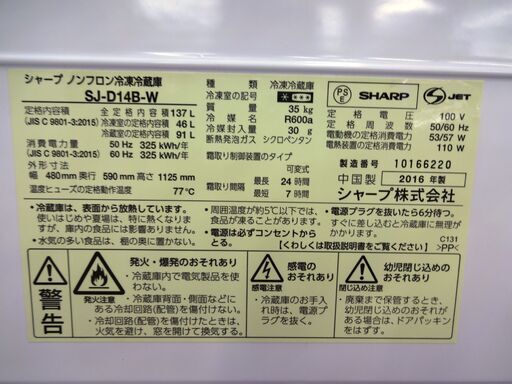 シャープ ノンフロン冷凍冷蔵庫
SJ-D14B-W
定格内容積 全定格内容積 137 L
(JIS C 9801-3:2015) 冷凍室 46 L
定格内容積 冷蔵室 91 L
消費電力量 50 Hz 325 kWh/年
(JIS C 9801-3:2015) 60 Hz 325 kWh/年
外形寸法
幅 480mm 奥行 590 mm 高さ 1125 mm
温度ヒューズの定格動作温度 77℃
種類 冷凍冷蔵庫
冷凍室の記号
質量 35 kg
冷媒名 R600a
冷媒封入量 30 g
断熱発泡ガス シクロペンタン
霜取り制御装置のタイプ
可変式
霜取り間隔 最長 24 時間
最短 7 時間
PSE
SHARP
JET
定格電圧 100 V
定格周波数 50/60 Hz
電動機の定格消費電力 53/57 W
電熱装置の定格消費電力 110 W
製造番号 10166220
中国製 2016 年製
シャープ株式会社
・冷蔵庫は、表面から放熱しています。
使いはじめや夏場は、特に熱くなりますが、庫内の食品には影響ありません。
・水気の多い食品は、棚の奥に置かない
・周囲温度が約5℃以下では、食品が凍ることがあります。
・電源は必ずコンセント
・電源プラグを抜いたら6分待つ。
すぐに差し込むと冷蔵庫に無理がかかります。
【くわしくは取扱説明書をご覧ください】
C131
>PP<
警告
発火・爆発のおそれあり
・冷蔵庫内で電気製品を使わない。
・冷蔵庫背面・側面などにある冷却回路(配管)を傷つけない。
冷却回路(配管)を傷付けたときは、火気を避け、窓を開けて換気する
発火注意
感電のおそれあり
感電注意
冷蔵庫のお手入れ時は、電源プラグを抜く。
幼児閉じ込めのおそれあり
閉じ込め注意
廃棄まで保管するとき、幼児閉じ込めのおそれがある場合は、ドアパッキンをはずす。